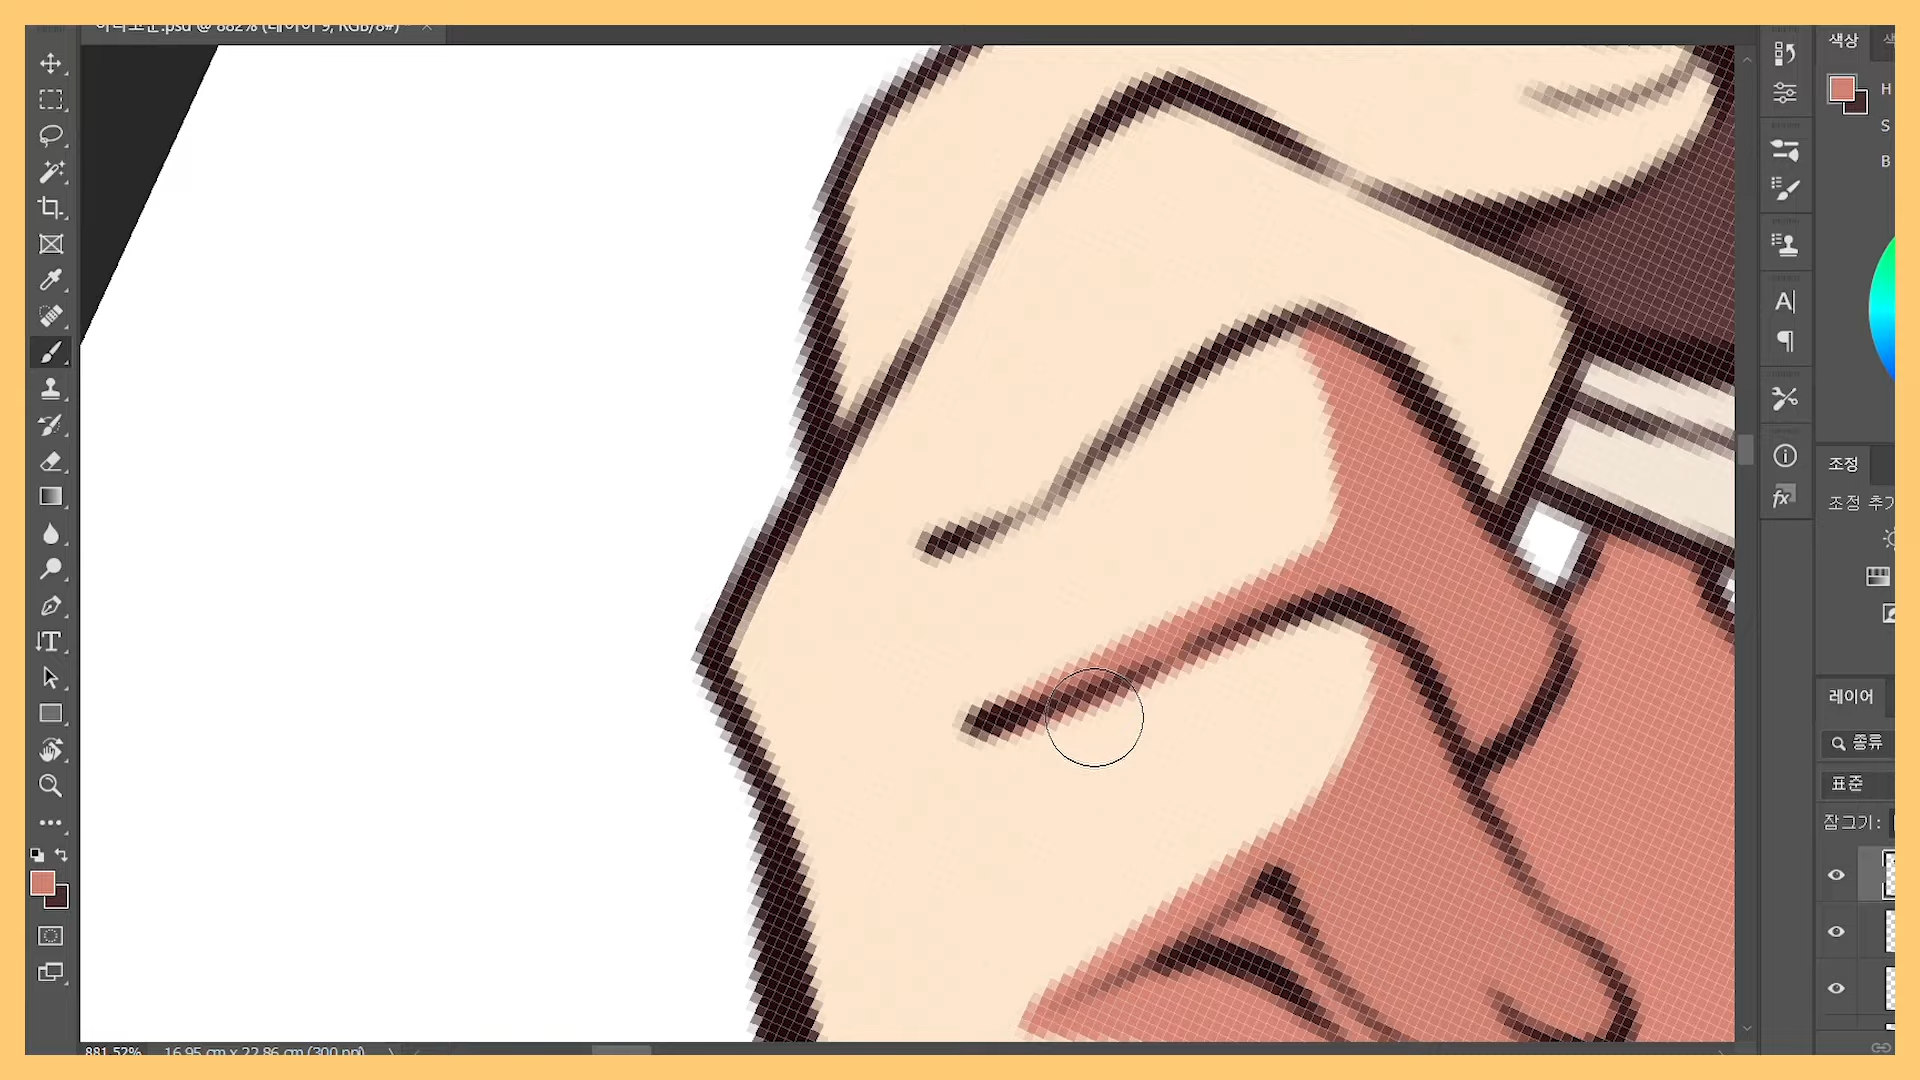 .psd @ 882% (레이어 9, RGB/8#)
색상
H
S
B
조정
조정 추가
레이어
종류
표준
잠그기:
881.52% 16.95 cm x 22.86 cm (300 ppi)